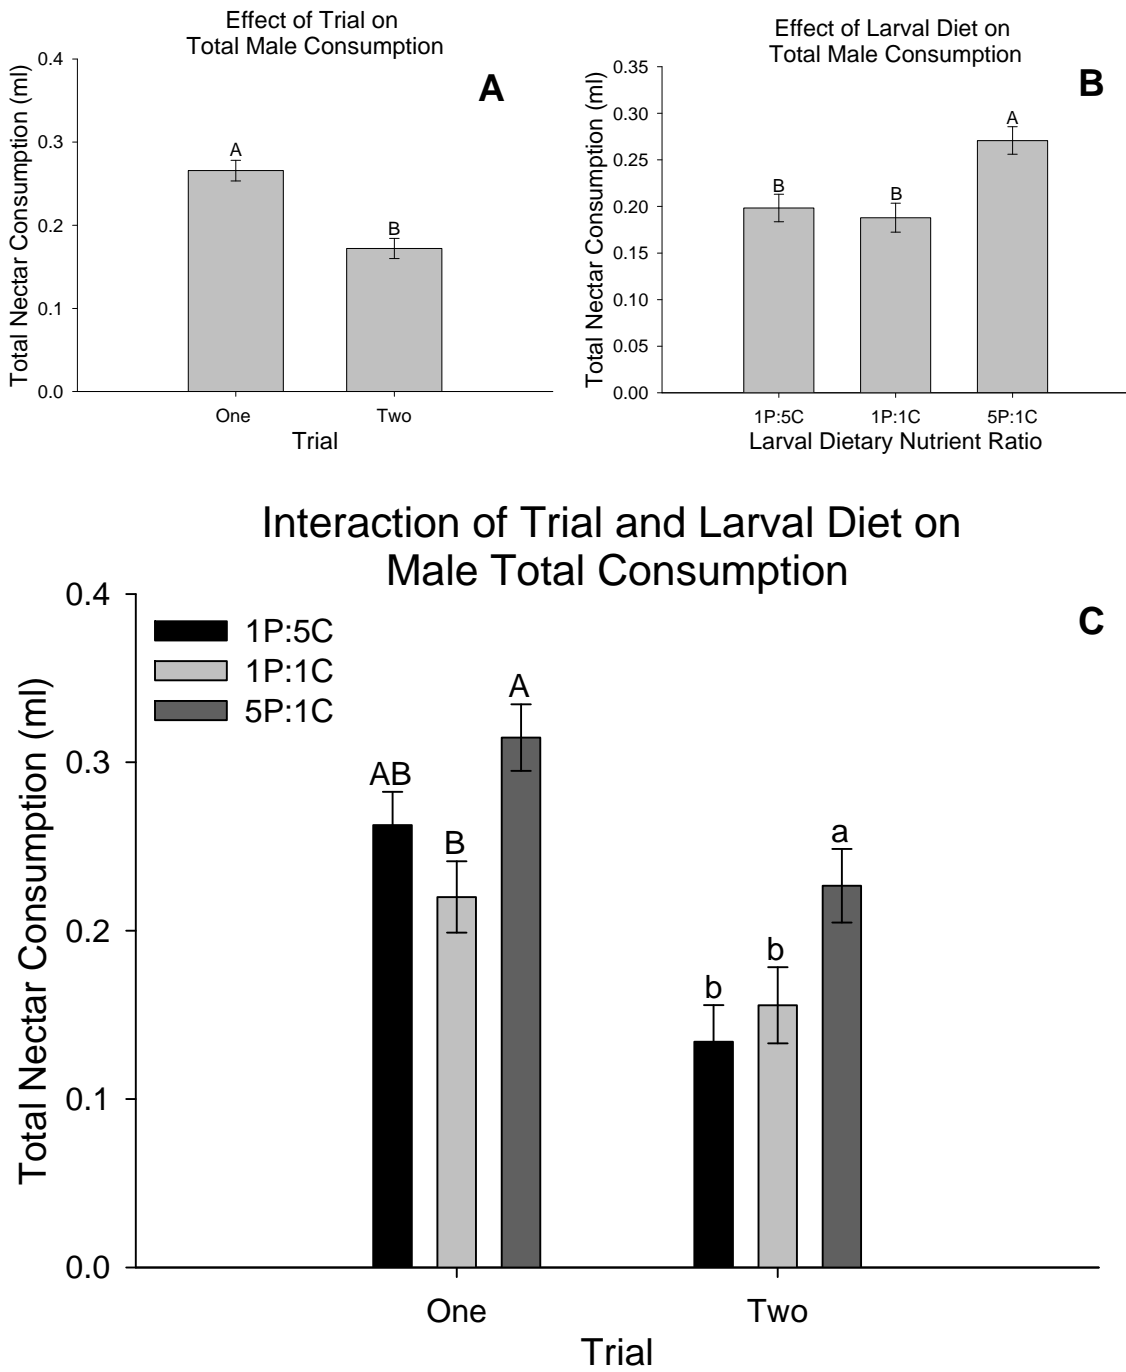 Effect of Trial on
Total Male Consumption
A
Total Nectar Consumption (ml)
0.4
0.3
0.2
0.1
0.0
A
B
One
Two
Trial
Effect of Larval Diet on
Total Male Consumption
B
Total Nectar Consumption (ml)
0.35
0.30
0.25
0.20
0.15
0.10
0.05
0.00
B
B
A
1P:5C
1P:1C
5P:1C
Larval Dietary Nutrient Ratio
Interaction of Trial and Larval Diet on
Male Total Consumption
C
Total Nectar Consumption (ml)
0.4
0.3
0.2
0.1
0.0
1P:5C
1P:1C
5P:1C
AB
B
A
b
b
a
One
Two
Trial